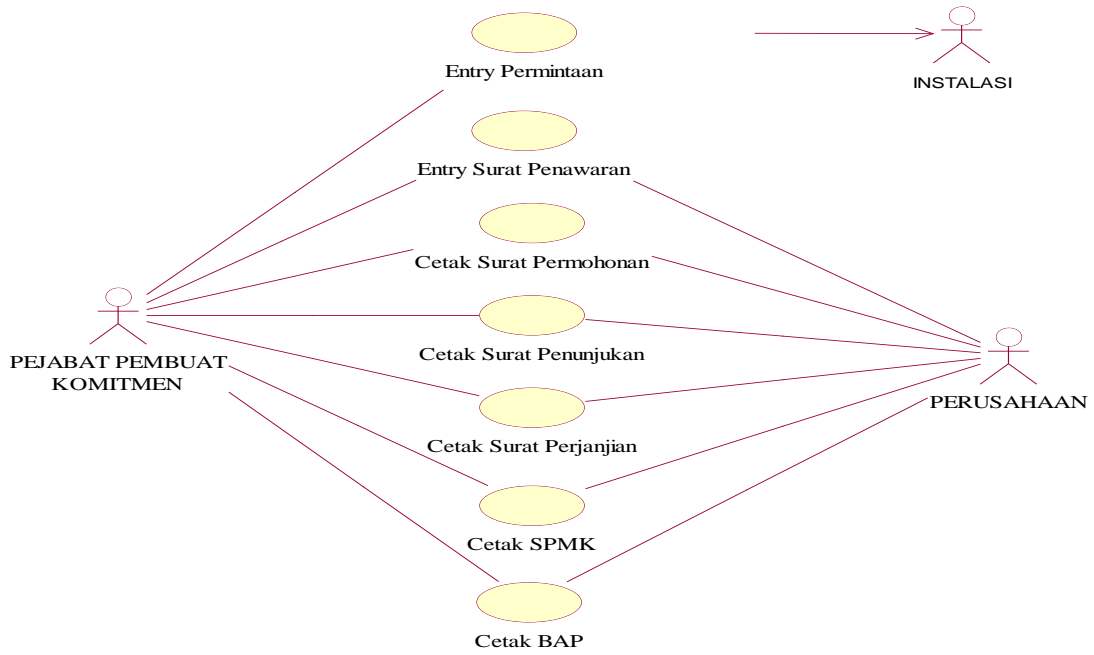 Entry Permintaan
INSTALASI
Entry Surat Penawaran
Cetak Surat Permohonan
Cetak Surat Penunjukan
PEJABAT PEMBUAT
KOMITMEN
PERUSAHAAN
Cetak Surat Perjanjian
Cetak SPMK
Cetak BAP